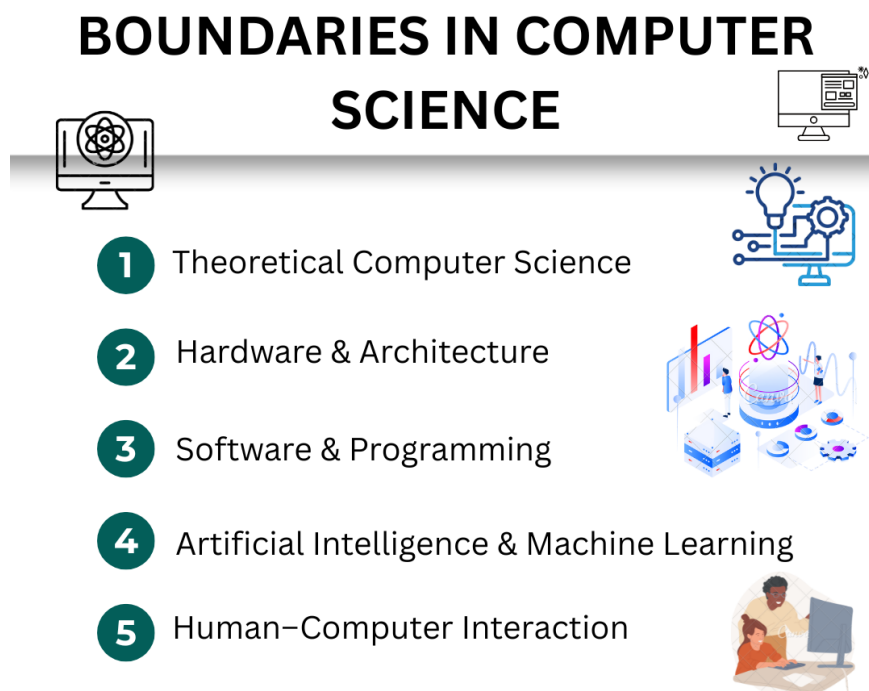 BOUNDARIES IN COMPUTER
SCIENCE
1 Theoretical Computer Science
2 Hardware & Architecture
3 Software & Programming
4 Artificial Intelligence & Machine Learning
5 Human–Computer Interaction